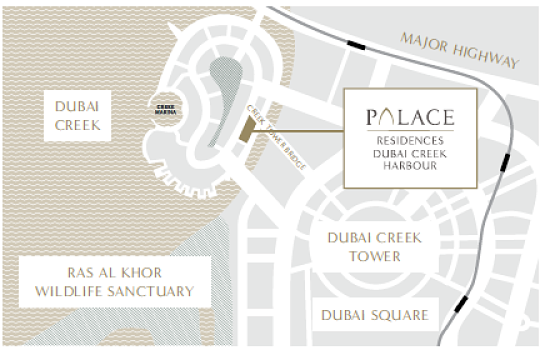 MAJOR HIGHWAY
DUBAI
CREEK
CREEK
MARINA
CREEK TOWER BRIDGE
PALACE
RESIDENCES
DUBAI CREEK
HARBOUR
DUBAI CREEK
TOWER
RAS AL KHOR
WILDLIFE SANCTUARY
DUBAI SQUARE